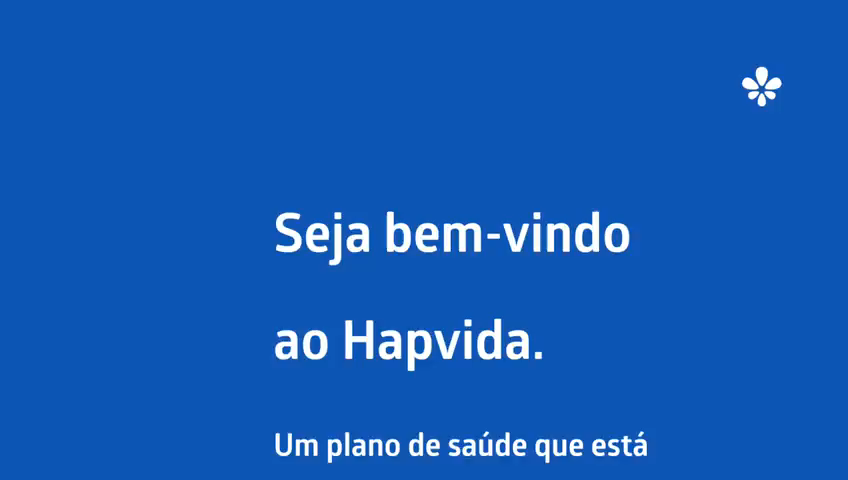 Seja bem-vindo
ao Hapvida.
Um plano de saúde que está